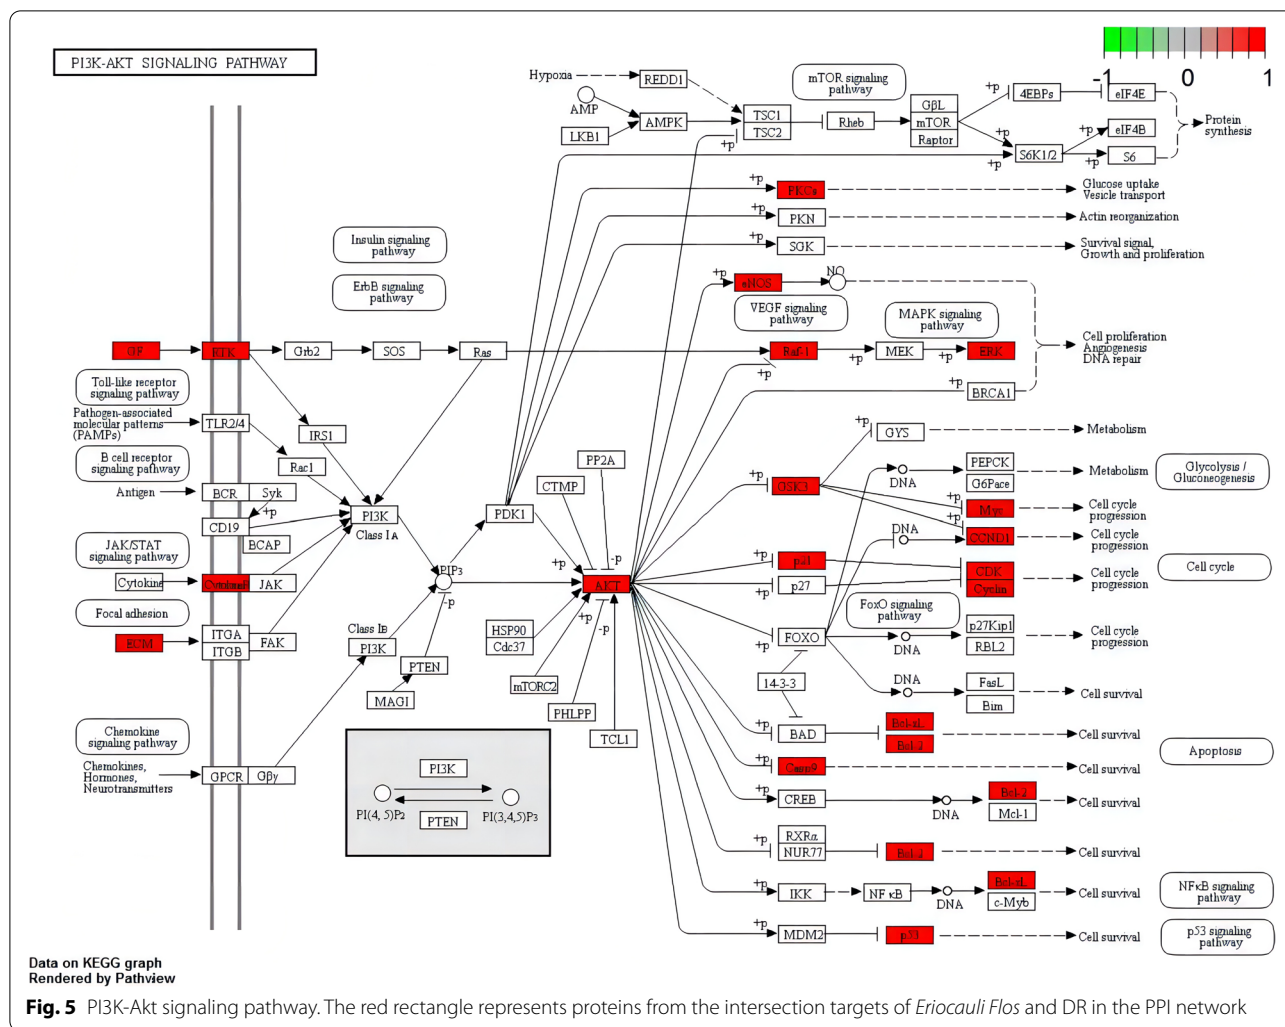 PI3K-AKT SIGNALING PATHWAY
-1 0 1
Hypoxia
REDD1
AMP
LKB1
AMPK
TSC1
TSC2
+p
mTOR signaling
pathway
Rheb
GβL
mTOR
Raptor
+p
4EBPs
eIF4E
+p
+p
S6K1/2
+p
eIF4B
+p
S6
Protein
synthesis
+p
PKCs
Glucose uptake
Vesicle transport
+p
PKN
Actin reorganization
+p
SGK
Survival signal,
Growth and proliferation
Insulin signaling
pathway
ErbB signaling
pathway
+p
eNOS
NO
VEGF signaling
pathway
MAPK signaling
pathway
GF
RTK
Grb2
SOS
Ras
Raf-1
+p
+p
MEK
+p
ERK
+p
BRCA1
Cell proliferation
Angiogenesis
DNA repair
Toll-like receptor
signaling pathway
Pathogen-associated
molecular patterns
(PAMPs)
TLR2/4
IRS1
Rac1
B cell receptor
signaling pathway
Antigen
BCR
Syk
+p
CD19
BCAP
PI3K
Class IA
PDK1
CTMP
PP2A
+p
-p
GYS
Metabolism
+p
GSK3
DNA
PEPCK
G6Pace
Metabolism
Glycolysis /
Gluconeogenesis
+p
Myc
Cell cycle
progression
DNA
+p
CCND1
Cell cycle
progression
JAK/STAT
signaling pathway
Cytokine
CytokineR
JAK
PIP3
-p
AKT
+p
p21
+p
p27
CDK
Cyclin
Cell cycle
progression
Cell cycle
Focal adhesion
ECM
ITGA
ITGB
FAK
Class IB
PI3K
PTEN
MAGI
HSP90
Cdc37
+p
-p
mTORC2
PHLPP
TCL1
FoxO signaling
pathway
+p
FOXO
DNA
p27Kip1
RBL2
Cell cycle
progression
14-3-3
DNA
FasL
Bim
Cell survival
Chemokine
signaling pathway
Chemokines,
Hormones,
Neurotransmitters
GPCR
Gβγ
PI3K
PI(4, 5)P2
PI(3,4,5)P3
PTEN
+p
BAD
Bcl-xL
Bcl-2
Cell survival
Apoptosis
+p
Casp9
Cell survival
+p
CREB
DNA
Bcl-2
Mcl-1
Cell survival
+p
RXRα
NUR77
Bcl-2
Cell survival
+p
IKK
NFκB
DNA
Bcl-xL
c-Myb
Cell survival
NFκB signaling
pathway
+p
MDM2
p53
Cell survival
p53 signaling
pathway
Data on KEGG graph
Rendered by Pathview
Fig. 5 PI3K-Akt signaling pathway. The red rectangle represents proteins from the intersection targets of Eriocauli Flos and DR in the PPI network